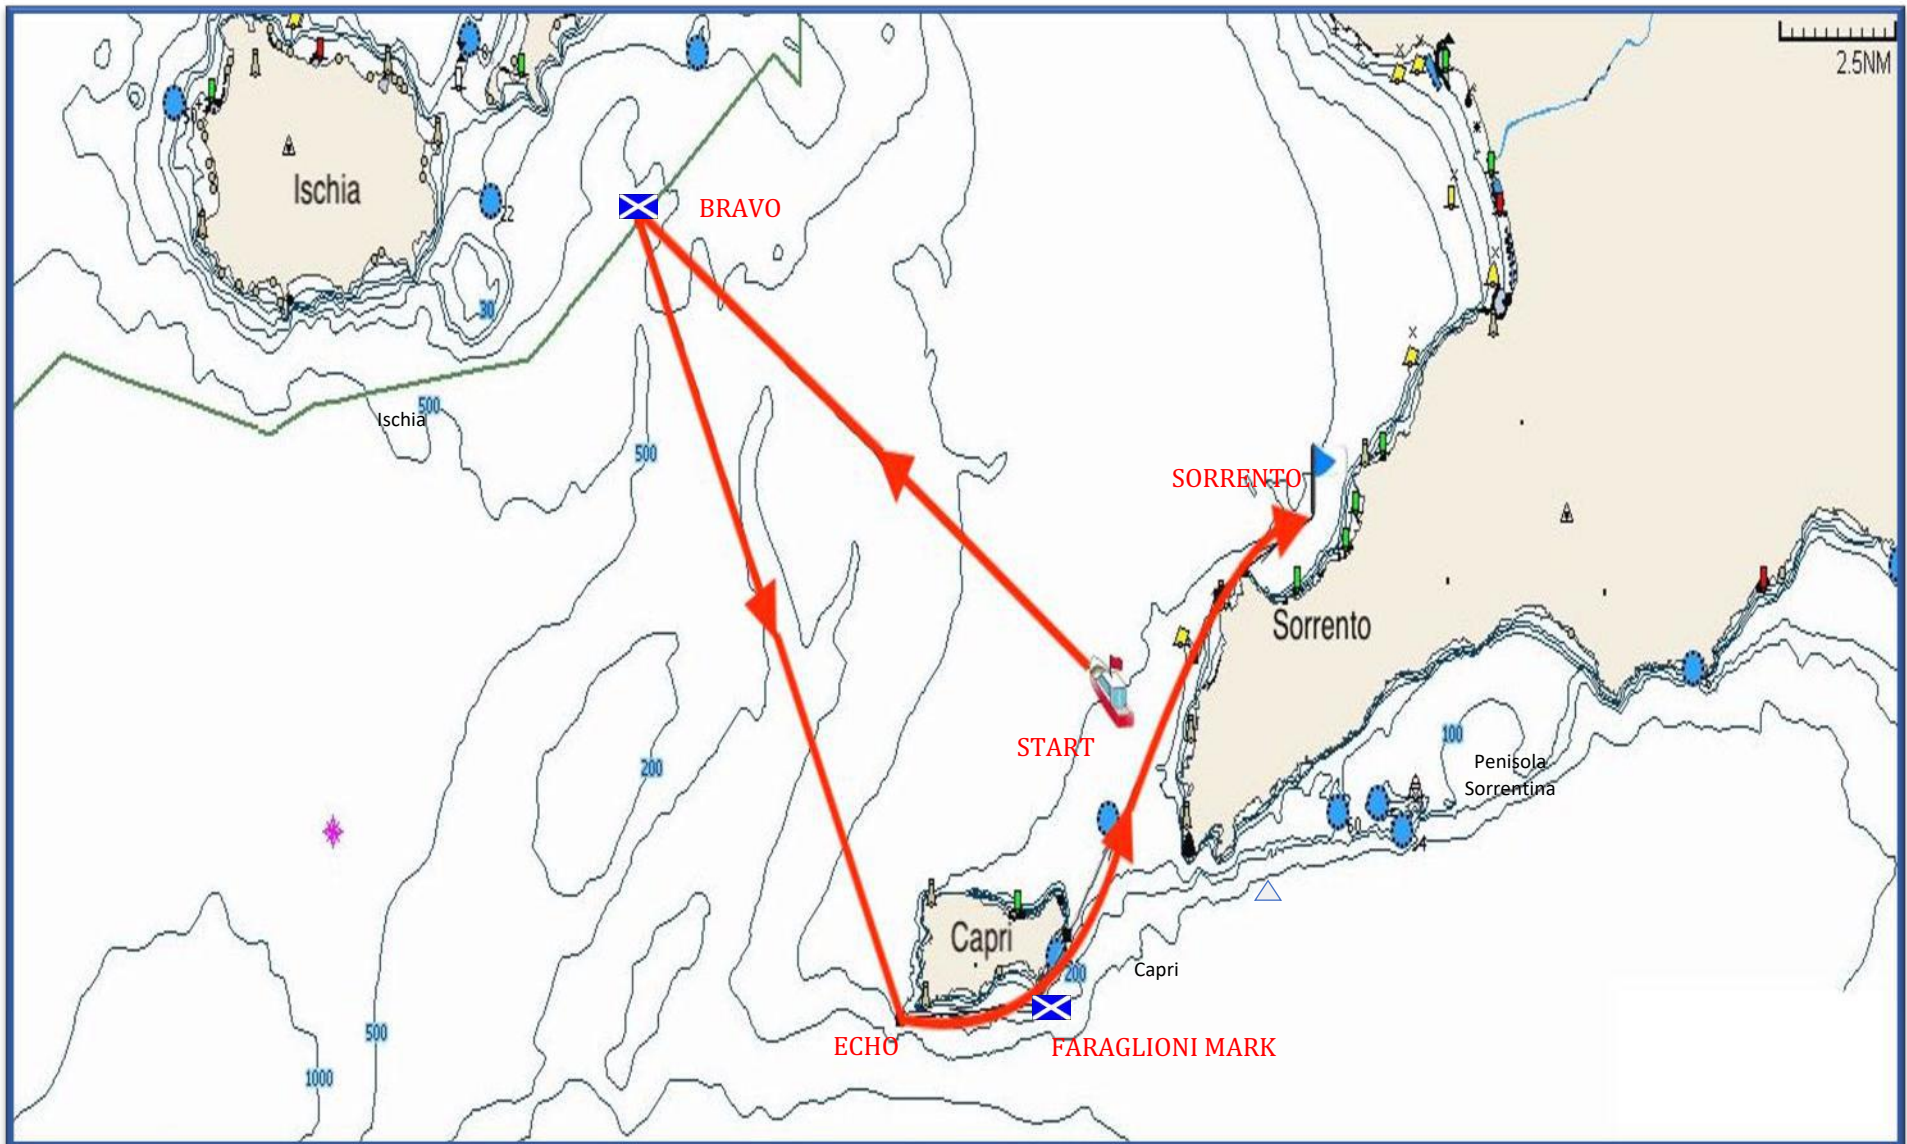 2.5NM
Ischia
22
BRAVO
30
500
Ischia
500
SORRENTO
Sorrento
START
100
Penisola
Sorrentina
200
Capri
Capri
200
ECHO
FARAGLIONI MARK
500
1000